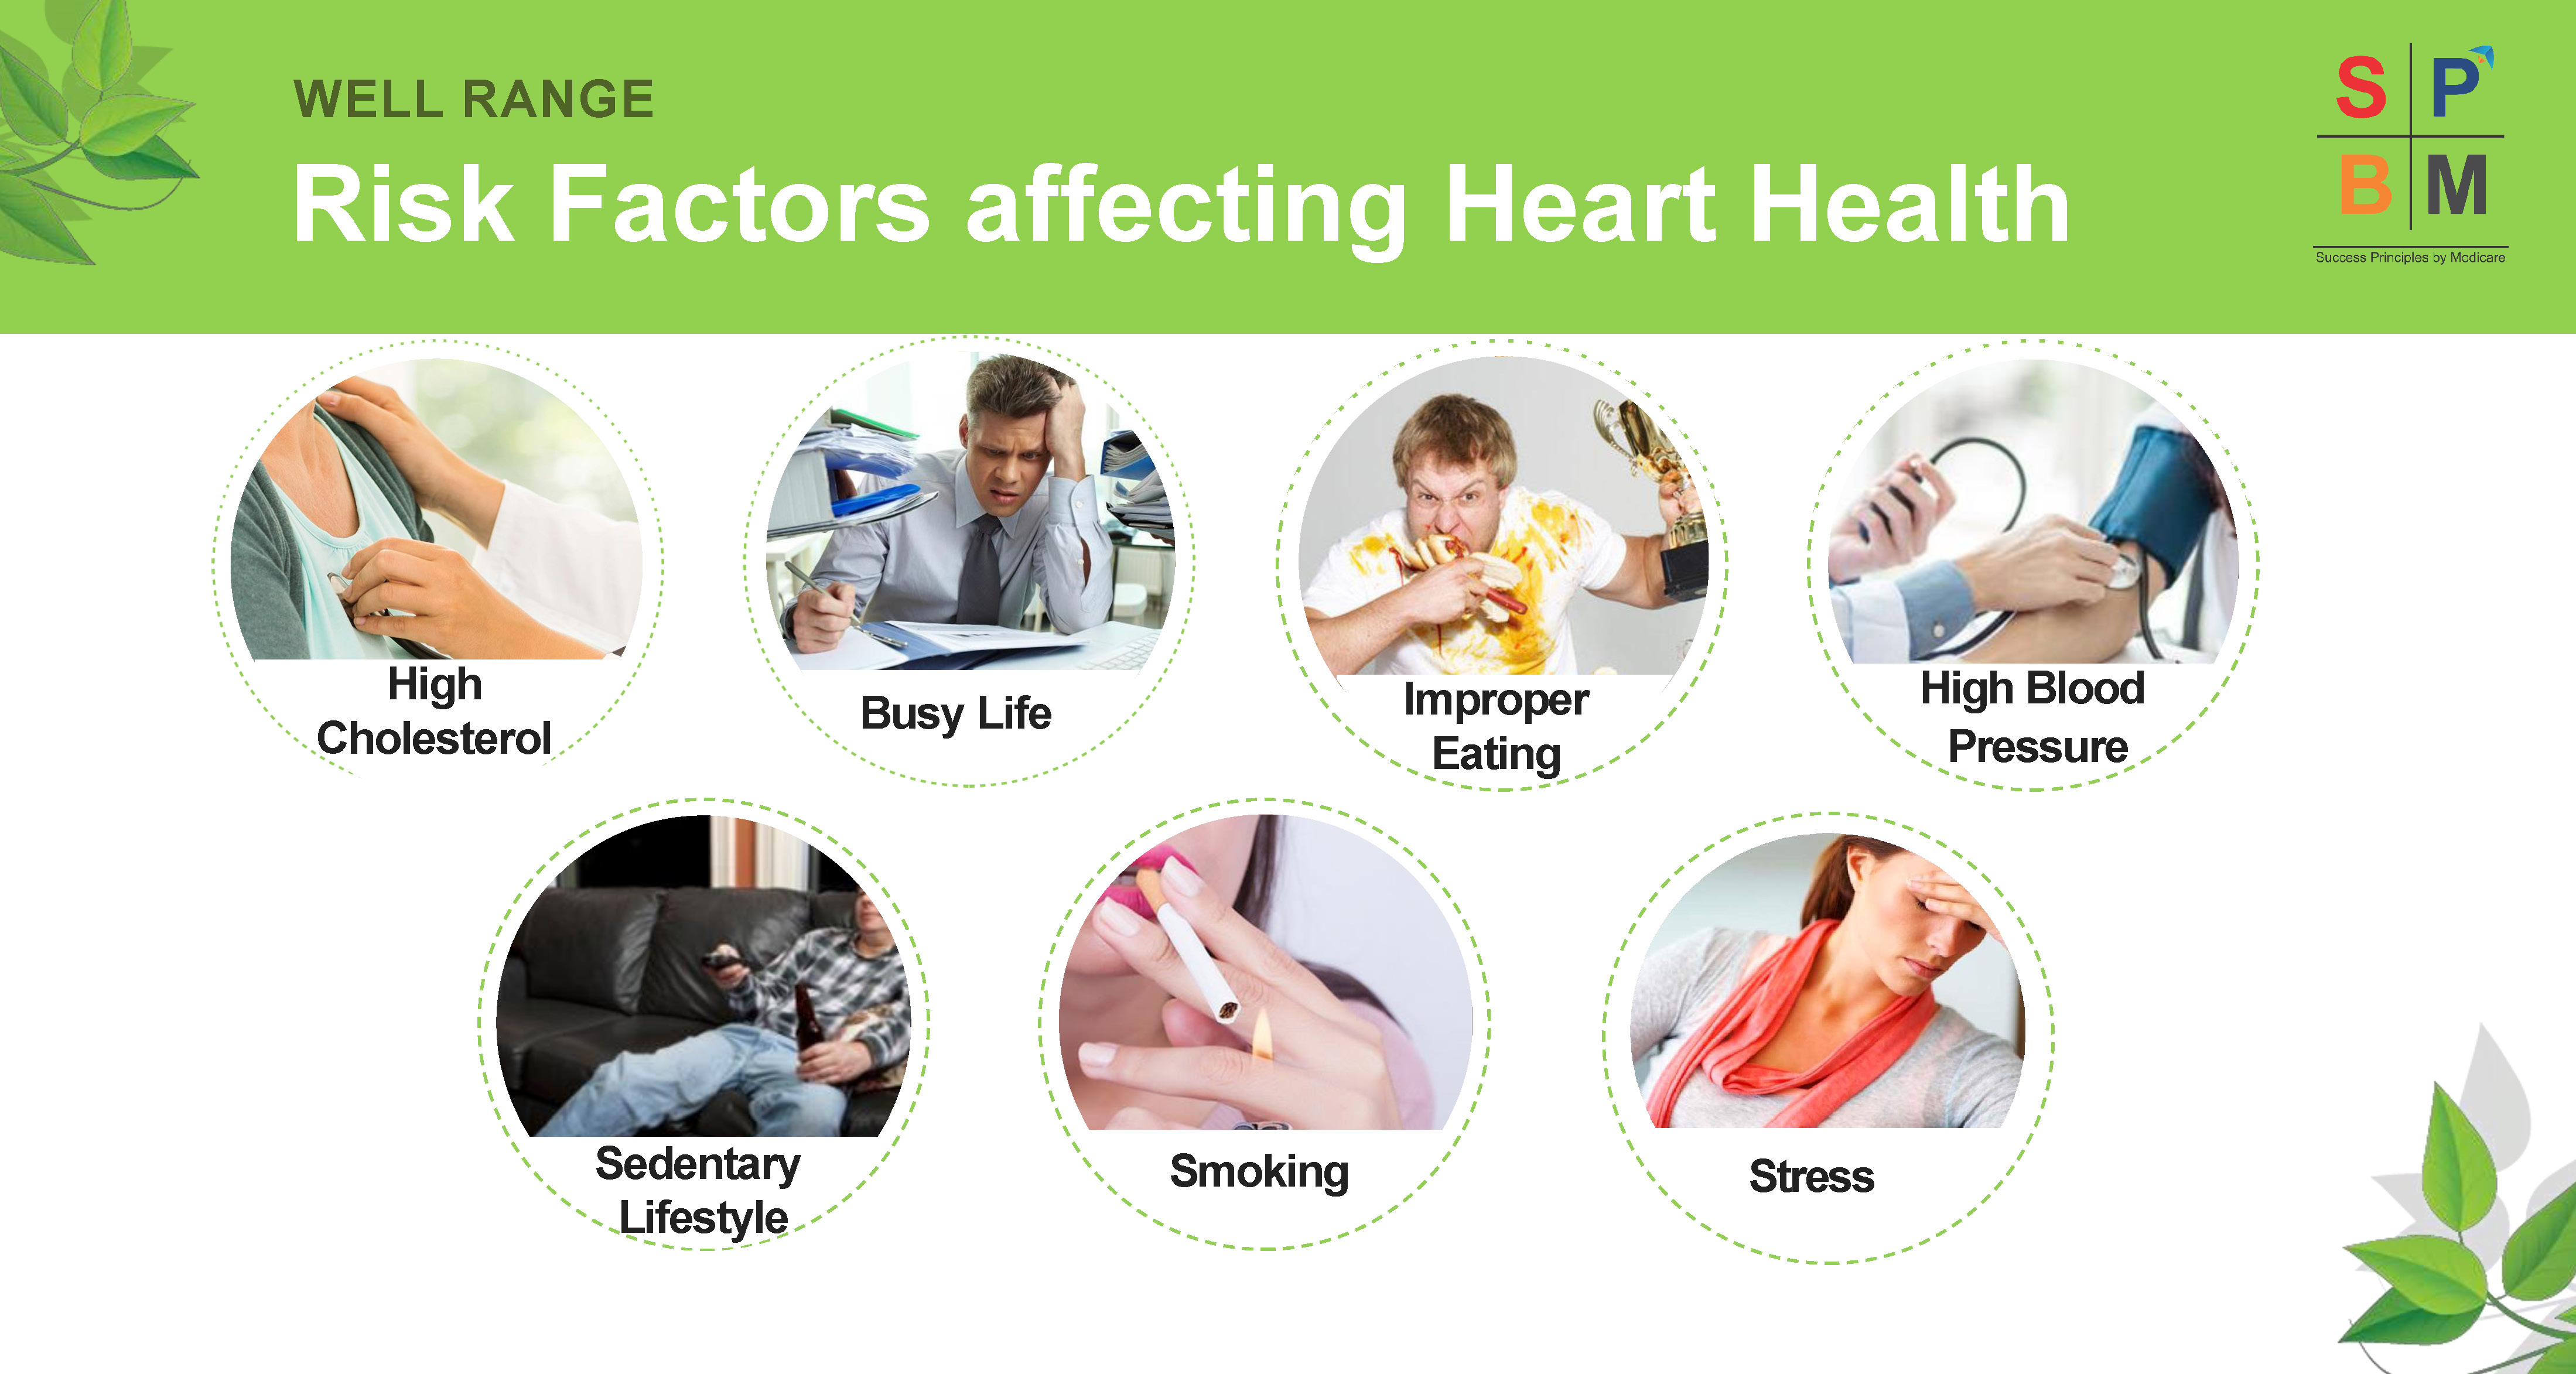 WELL RANGE
Risk Factors affecting Heart Health
S P
B M
Success Principles by Modicare
High
Cholesterol
Busy Life
Improper
Eating
High Blood
Pressure
Sedentary
Lifestyle
Smoking
Stress